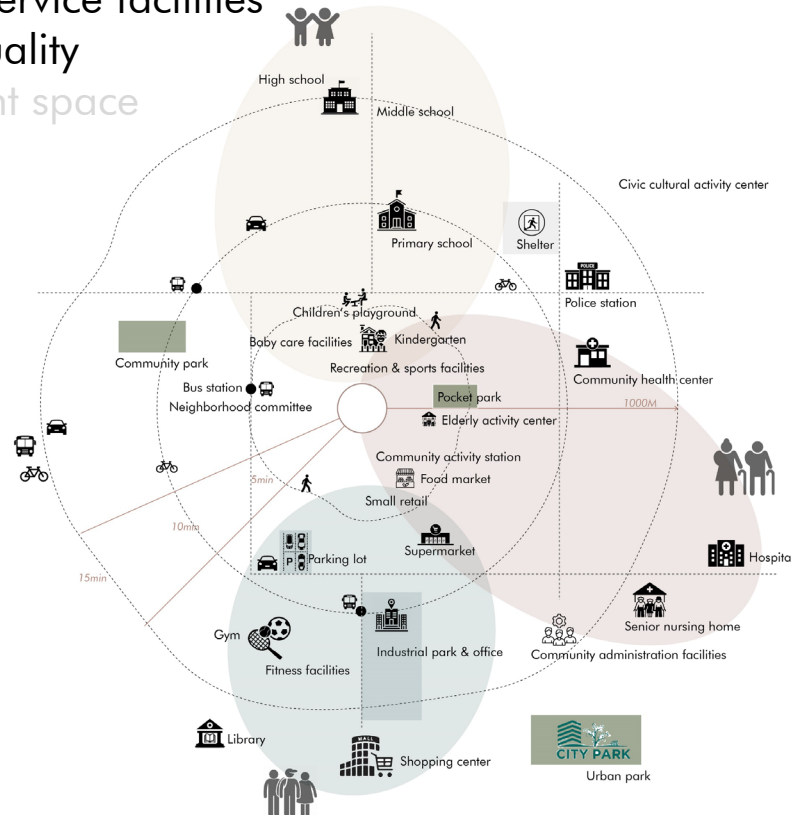 ervice facilities
uality
nt space
High school
Middle school
Civic cultural activity center
Primary school
Shelter
POLICE
Police station
Children's playground
Baby care facilities
Kindergarten
Community park
Recreation & sports facilities
Community health center
Bus station
Pocket park
Neighborhood committee
1000M
Elderly activity center
Community activity station
Food market
5min
Small retail
10min
Supermarket
P
Parking lot
Hospita
15min
Senior nursing home
Gym
Industrial park & office
Community administration facilities
Fitness facilities
Library
MALL
Shopping center
CITY PARK
Urban park